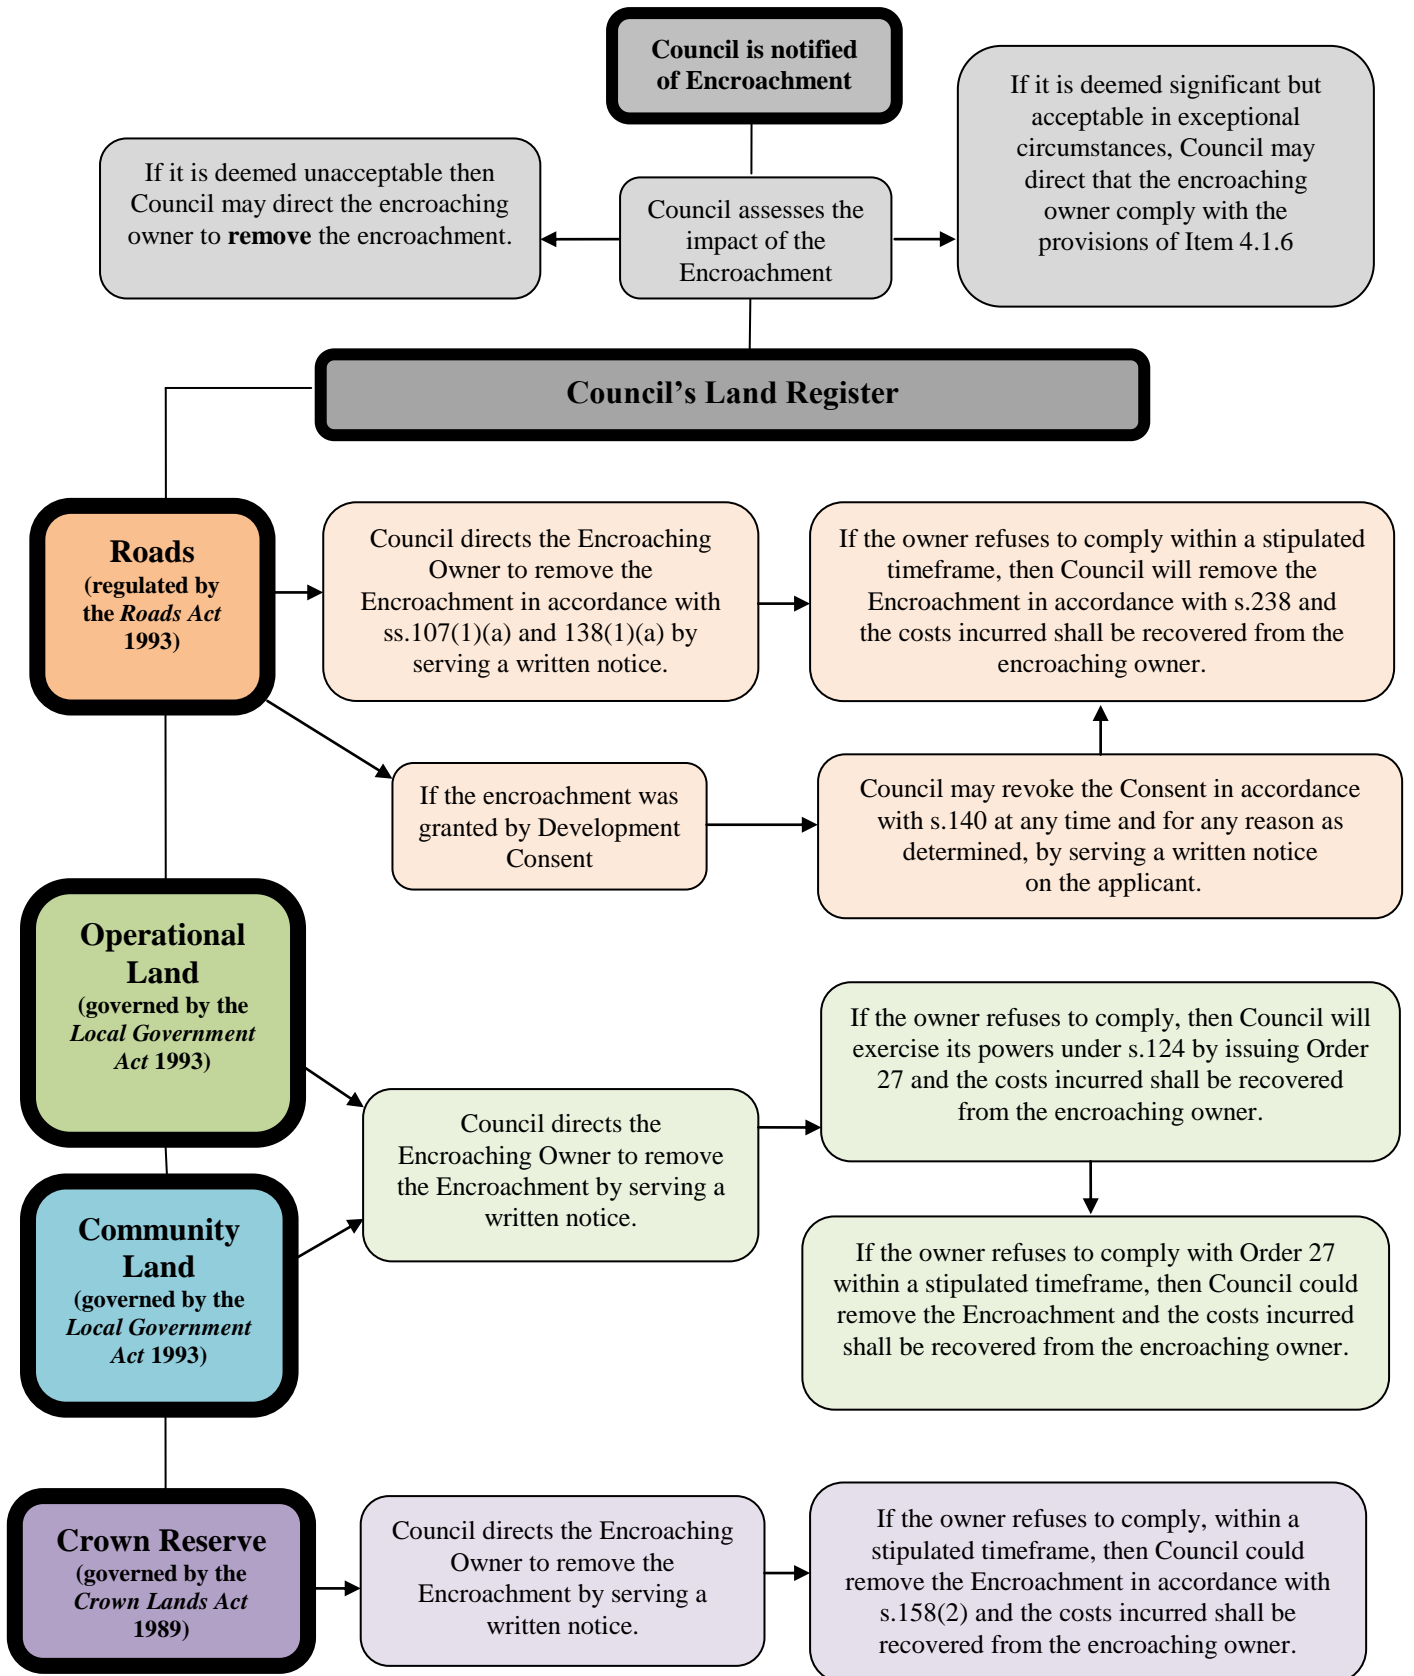 Council is notified
of Encroachment
If it is deemed significant but
acceptable in exceptional
circumstances, Council may
direct that the encroaching
owner comply with the
provisions of Item 4.1.6
If it is deemed unacceptable then
Council may direct the encroaching
owner to remove the encroachment.
Council assesses the
impact of the
Encroachment
Council’s Land Register
Roads
(regulated by
the Roads Act
1993)
Council directs the Encroaching
Owner to remove the
Encroachment in accordance with
ss.107(1)(a) and 138(1)(a) by
serving a written notice.
If the owner refuses to comply within a stipulated
timeframe, then Council will remove the
Encroachment in accordance with s.238 and
the costs incurred shall be recovered from the
encroaching owner.
If the encroachment was
granted by Development
Consent
Council may revoke the Consent in accordance
with s.140 at any time and for any reason as
determined, by serving a written notice
on the applicant.
Operational
Land
(governed by the
Local Government
Act 1993)
Community
Land
(governed by the
Local Government
Act 1993)
Council directs the
Encroaching Owner to remove
the Encroachment by serving a
written notice.
If the owner refuses to comply, then Council will
exercise its powers under s.124 by issuing Order
27 and the costs incurred shall be recovered
from the encroaching owner.
If the owner refuses to comply with Order 27
within a stipulated timeframe, then Council could
remove the Encroachment and the costs incurred
shall be recovered from the encroaching owner.
Crown Reserve
(governed by the
Crown Lands Act
1989)
Council directs the Encroaching
Owner to remove the
Encroachment by serving a
written notice.
If the owner refuses to comply, within a
stipulated timeframe, then Council could
remove the Encroachment in accordance with
s.158(2) and the costs incurred shall be
recovered from the encroaching owner.